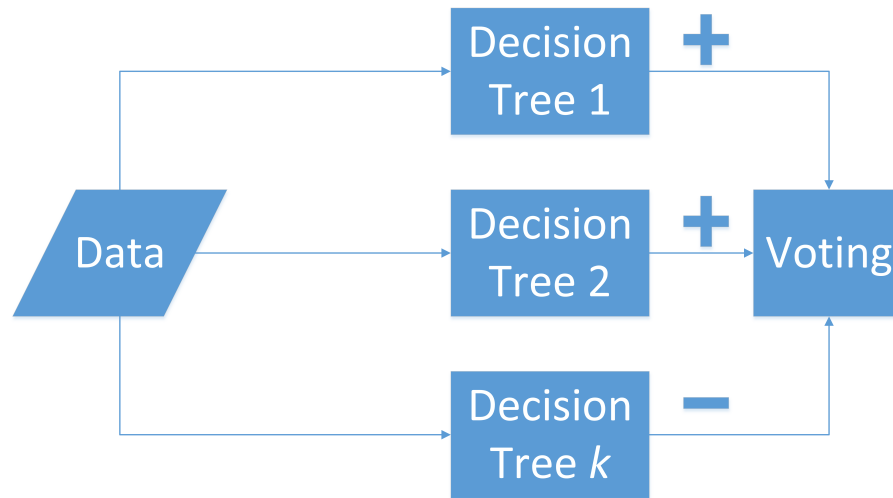 Decision
Tree 1
+
Data
Decision
Tree 2
+
Voting
Decision
Tree k
−